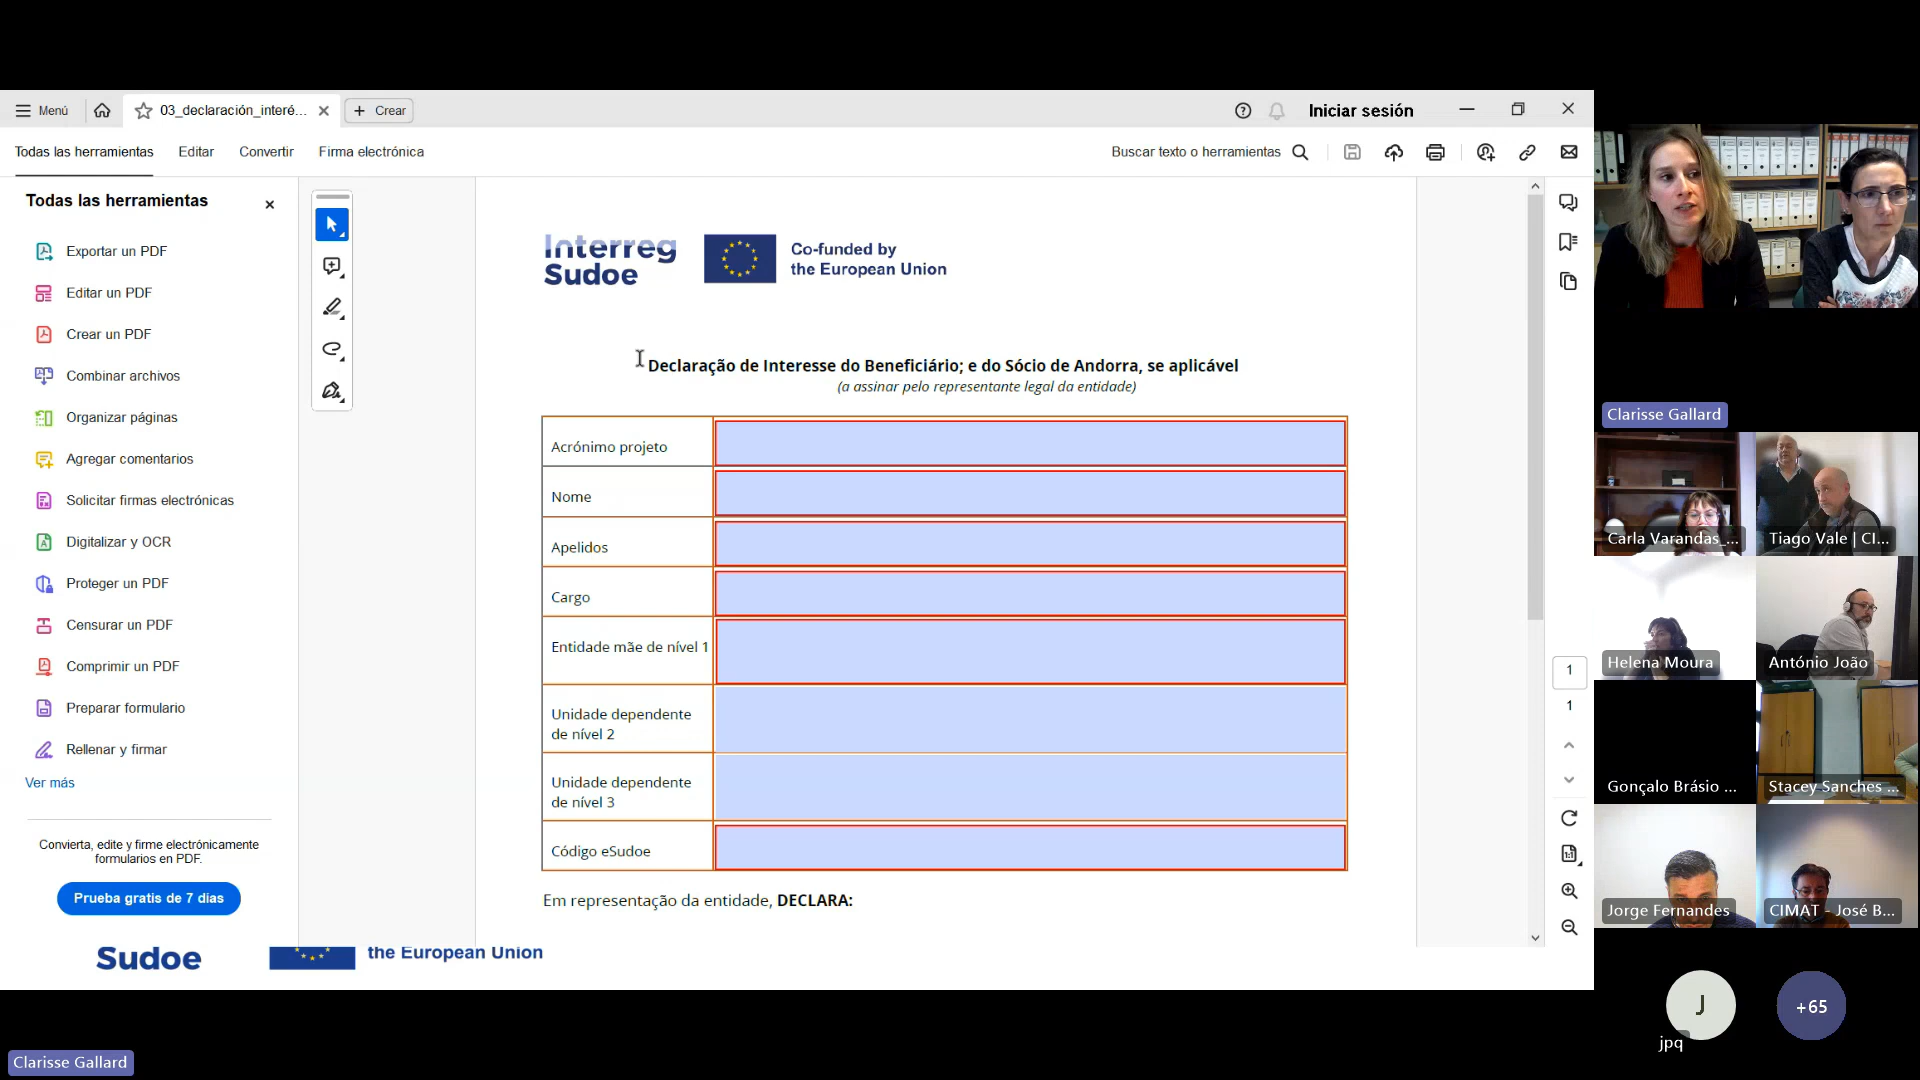 Menú
03_declaración_interé...
Crear
Iniciar sesión
Todas las herramientas
Editar
Convertir
Firma electrónica
Buscar texto o herramientas
Todas las herramientas
Exportar un PDF
Editar un PDF
Crear un PDF
Combinar archivos
Organizar páginas
Agregar comentarios
Solicitar firmas electrónicas
Digitalizar y OCR
Proteger un PDF
Censurar un PDF
Comprimir un PDF
Preparar formulario
Rellenar y firmar
Ver más
Convierta, edite y firme electrónicamente
formularios en PDF.
Prueba gratis de 7 días
Interreg
Sudoe
Co-funded by
the European Union
Declaração de Interesse do Beneficiário; e do Sócio de Andorra, se aplicável
(a assinar pelo representante legal da entidade)
Acrónimo projeto
Nome
Apelidos
Cargo
Entidade mãe de nível 1
Unidade dependente
de nível 2
Unidade dependente
de nível 3
Código eSudoe
Em representação da entidade, DECLARA:
1
1
Sudoe
the European Union
Clarisse Gallard
Carla Varandas_...
Tiago Vale | CI...
Helena Moura
António João
Gonçalo Brásio ...
Stacey Sanches ...
Jorge Fernandes
CIMAT - José B...
J
jpq
+65
Clarisse Gallard